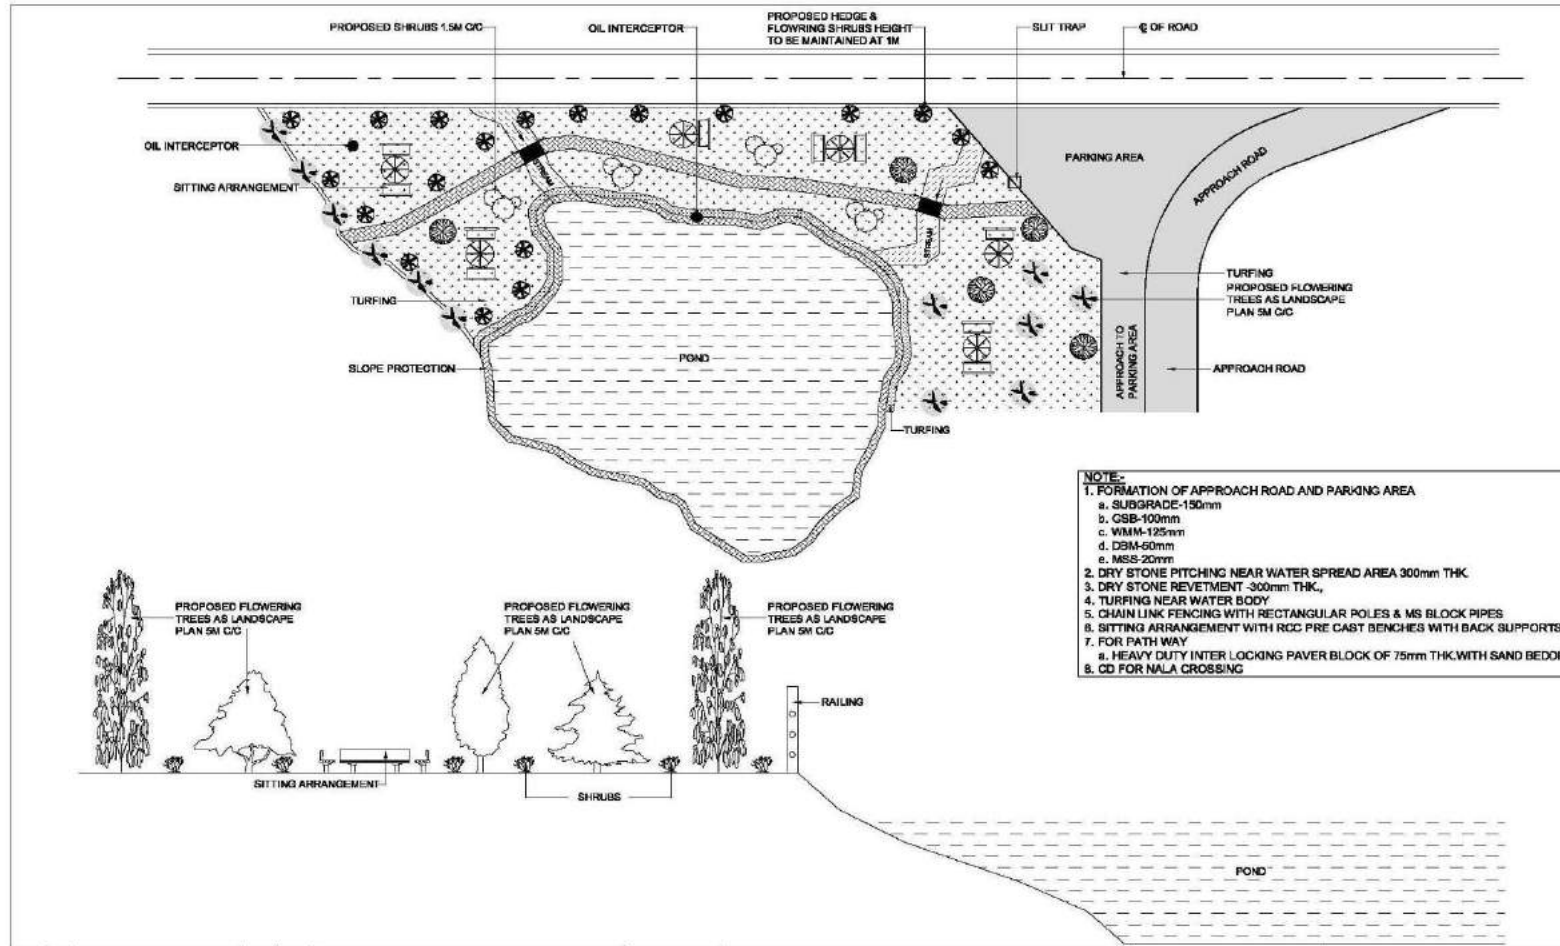 PROPOSED SHRUBS 1.5M C/C
OIL INTERCEPTOR
PROPOSED HEDGE &
FLOWRING SHRUBS HEIGHT
TO BE MAINTAINED AT 1M
SLIT TRAP
℄ OF ROAD
OIL INTERCEPTOR
SITTING ARRANGEMENT
STREAM
PARKING AREA
APPROACH ROAD
STREAM
TURFING
TURFING
PROPOSED FLOWERING
TREES AS LANDSCAPE
PLAN 5M C/C
SLOPE PROTECTION
POND
APPROACH TO
PARKING AREA
APPROACH ROAD
TURFING
NOTE:-
1. FORMATION OF APPROACH ROAD AND PARKING AREA
a. SUBGRADE-150mm
b. GSB-100mm
c. WMM-125mm
d. DBM-50mm
e. MSS-20mm
2. DRY STONE PITCHING NEAR WATER SPREAD AREA 300mm THK.
3. DRY STONE REVETMENT -300mm THK.,
4. TURFING NEAR WATER BODY
5. CHAIN LINK FENCING WITH RECTANGULAR POLES & MS BLOCK PIPES
6. SITTING ARRANGEMENT WITH RCC PRE CAST BENCHES WITH BACK SUPPORTS
7. FOR PATH WAY
a. HEAVY DUTY INTER LOCKING PAVER BLOCK OF 75mm THK.WITH SAND
8. CD FOR NALA CROSSING
PROPOSED FLOWERING
TREES AS LANDSCAPE
PLAN 5M C/C
PROPOSED FLOWERING
TREES AS LANDSCAPE
PLAN 5M C/C
PROPOSED FLOWERING
TREES AS LANDSCAPE
PLAN 5M C/C
RAILING
SITTING ARRANGEMENT
SHRUBS
POND